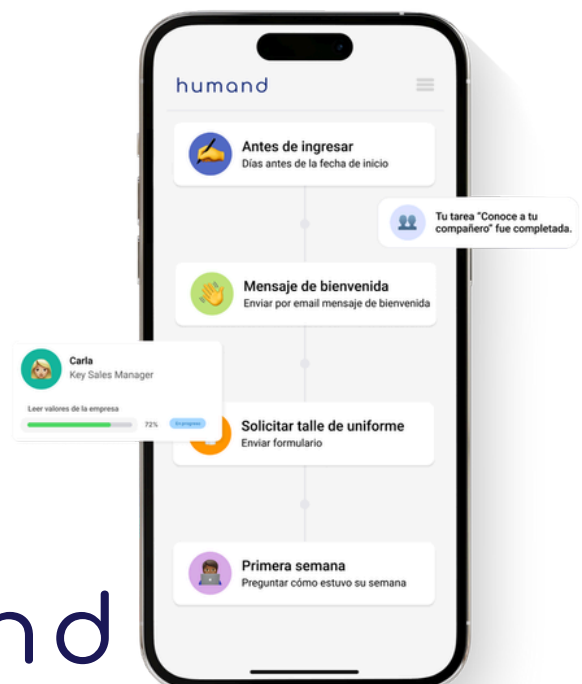 humand
Antes de ingresar
Días antes de la fecha de inicio
Tu tarea "Conoce a tu
compañero" fue completada.
Mensaje de bienvenida
Enviar por email mensaje de bienvenida
Carla
Key Sales Manager
Leer valores de la empresa
72%
En progreso
Solicitar talle de uniforme
Enviar formulario
Primera semana
Preguntar cómo estuvo su semana
nd